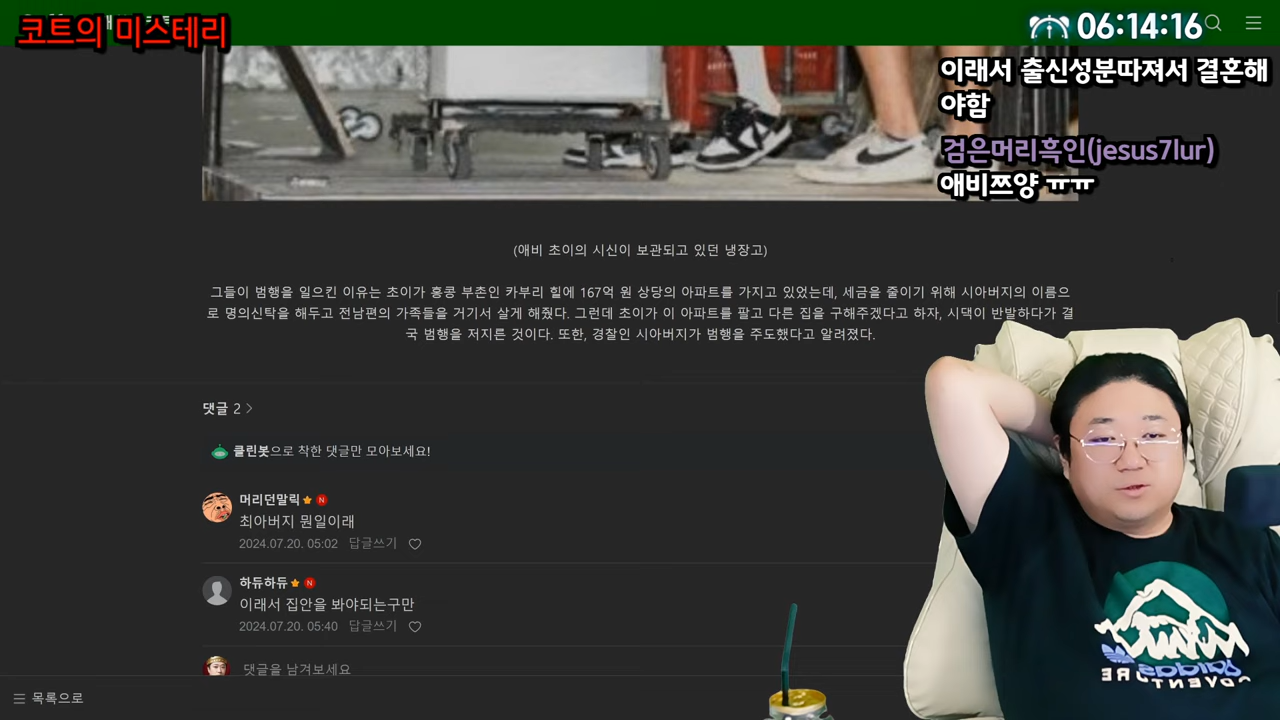 코트의 미스테리
06:14:16
이래서 출신성분따져서 결혼해
야함
검은머리흑인(jesus7lur)
애비쯔양 ㅠㅠ
(애비 초이의 시신이 보관되고 있던 냉장고)
그들이 범행을 일으킨 이유는 초이가 홍콩 부촌인 카부리 힐에 167억 원 상당의 아파트를 가지고 있었는데, 세금을 줄이기 위해 시아버지의 이름으
로 명의신탁을 해두고 전남편의 가족들을 거기서 살게 해줬다. 그런데 초이가 이 아파트를 팔고 다른 집을 구해주겠다고 하자, 시댁이 반발하다가 결
국 범행을 저지른 것이다. 또한, 경찰인 시아버지가 범행을 주도했다고 알려졌다.
댓글 2 >
클린봇으로 착한 댓글만 모아보세요!
머리던말릭 N
최아버지 뭔일이래
2024.07.20. 05:02 답글쓰기
하듀하듀 N
이래서 집안을 봐야되는구만
2024.07.20. 05:40 답글쓰기
댓글을 남겨보세요
목록으로
adidas
ADVENTURE